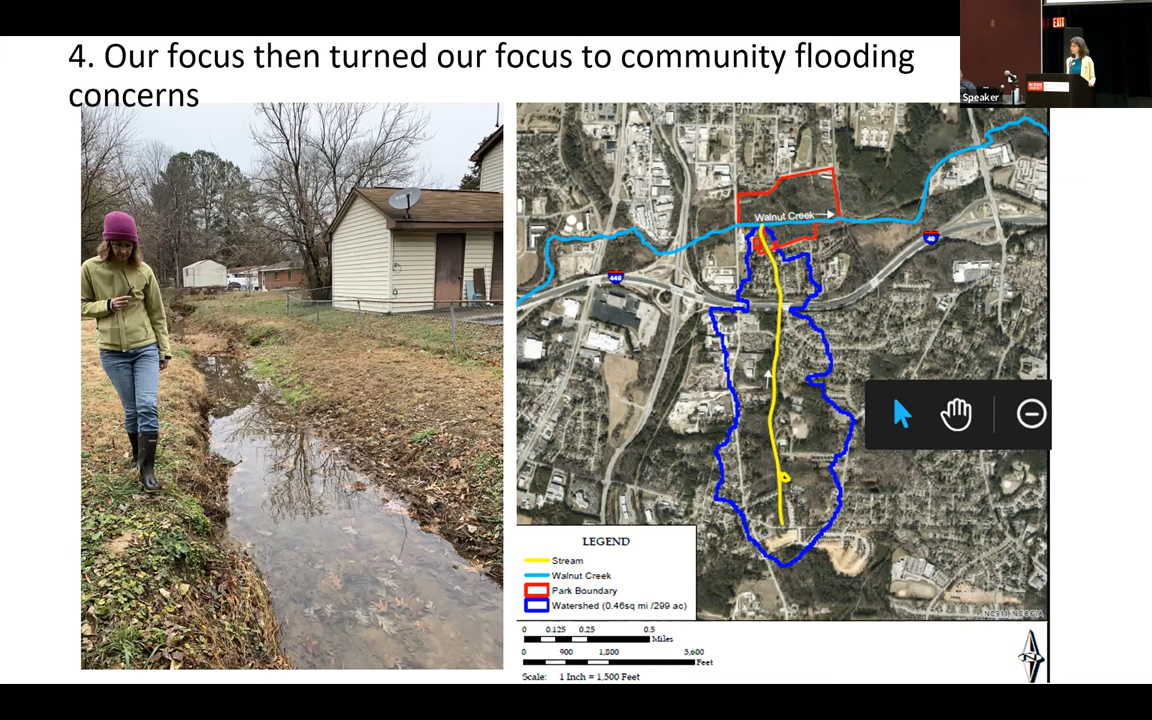 4. Our focus then turned our focus to community flooding
concerns
EXIT
Speaker
Walnut Creek
40
440
LEGEND
Stream
Walnut Creek
Park Boundary
Watershed (0.46sq mi /299 ac)
0 0.125 0.25 0.5
Miles
0 900 1,800 3,600
Feet
Scale: 1 Inch = 1,500 Feet